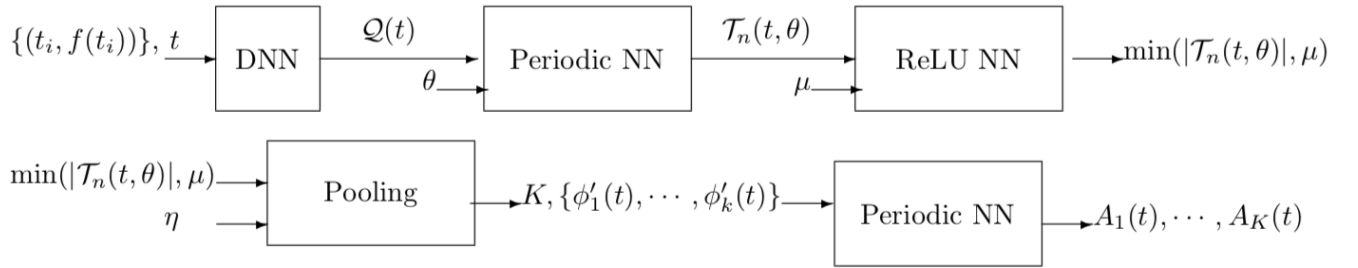 {(t_i, f(t_i))}, t DNN 𝒬(t) θ Periodic NN 𝒯_n(t, θ) μ ReLU NN min(|𝒯_n(t, θ)|, μ)
min(|𝒯_n(t, θ)|, μ) η Pooling K, {ϕ′_1(t), ⋯ , ϕ′_k(t)} Periodic NN A_1(t), ⋯ , A_K(t)